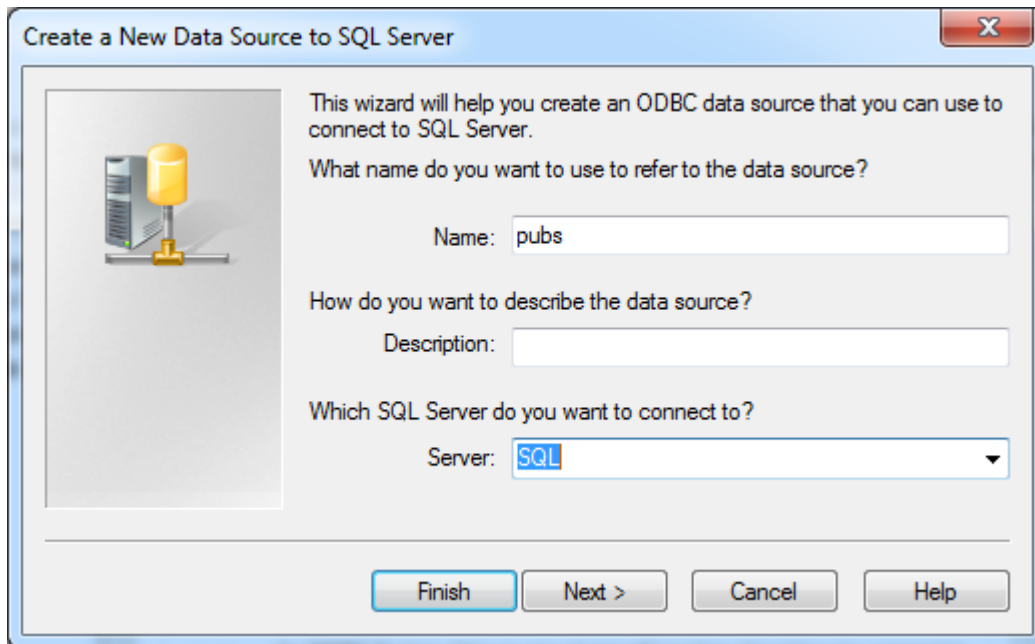 Create a New Data Source to SQL Server
This wizard will help you create an ODBC data source that you can use to
connect to SQL Server.
What name do you want to use to refer to the data source?
Name: pubs
How do you want to describe the data source?
Description:
Which SQL Server do you want to connect to?
Server: SQL
Finish Next > Cancel Help